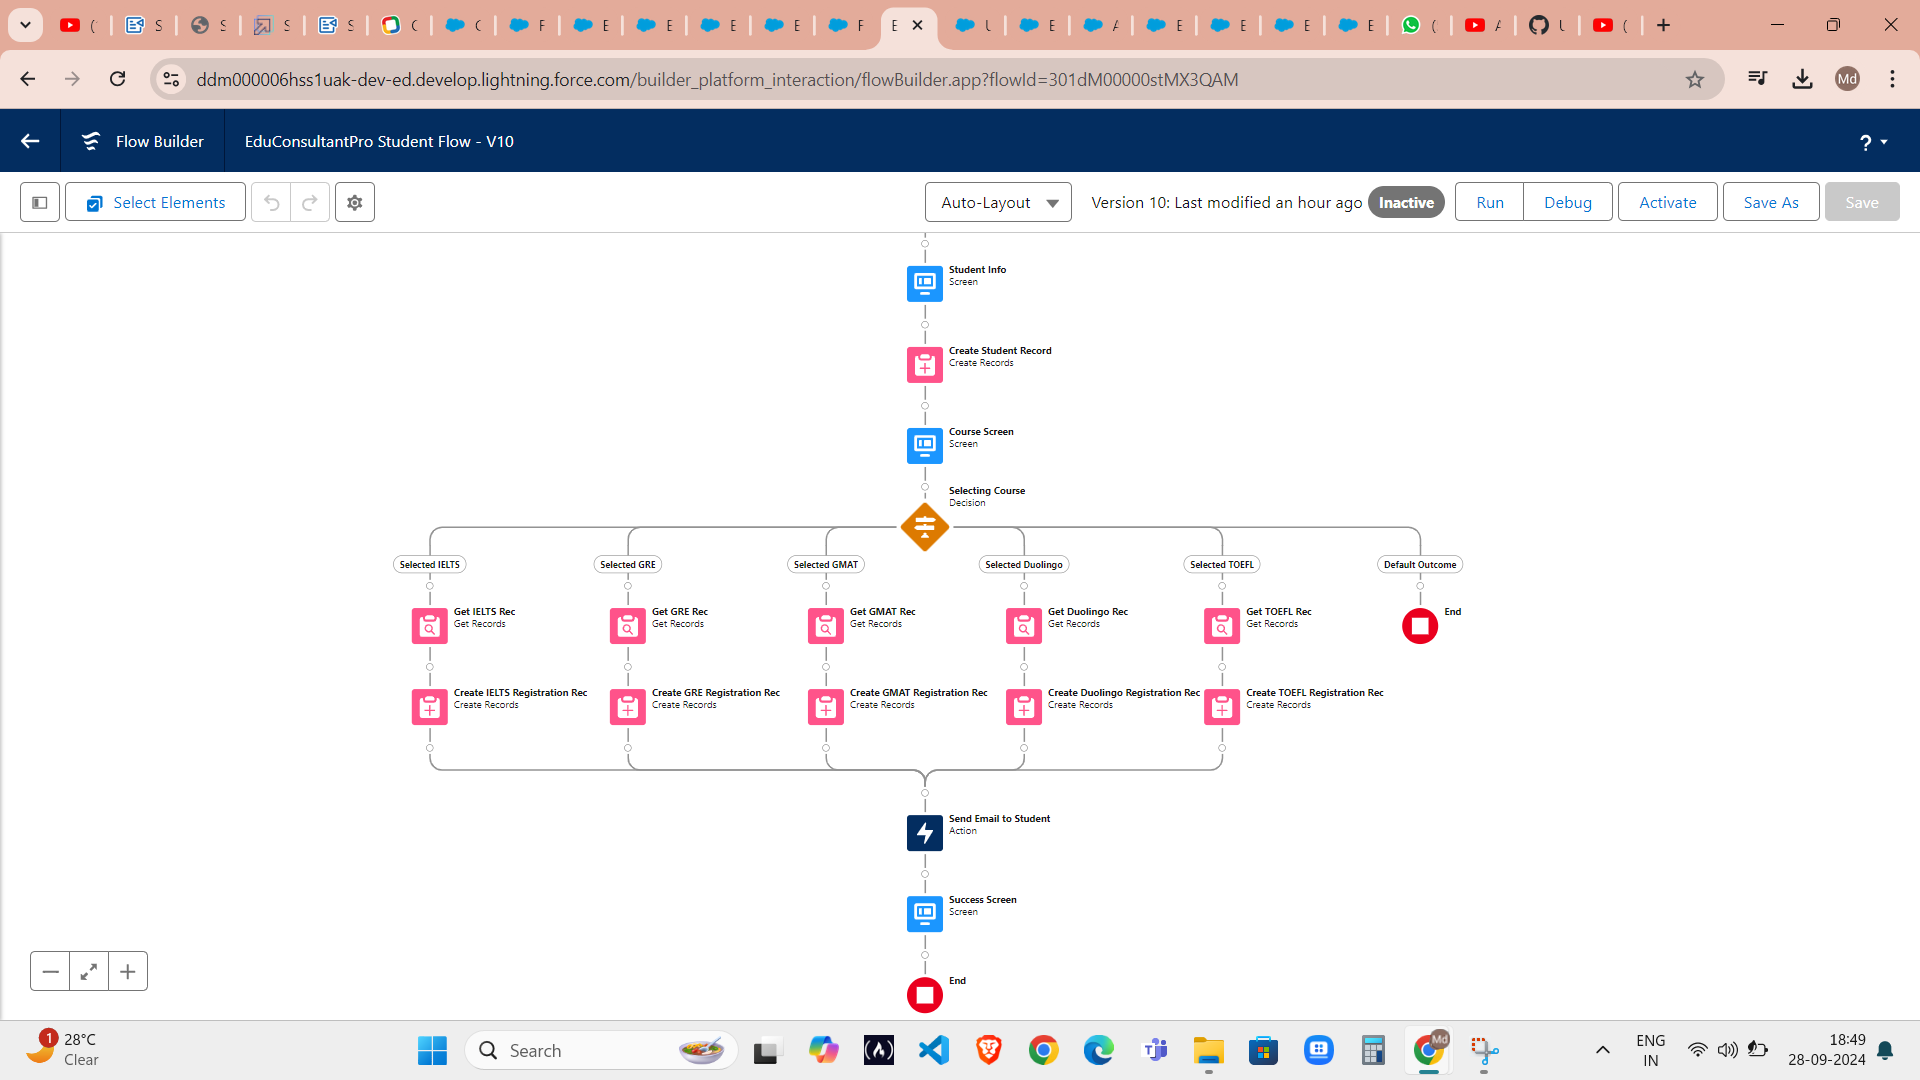 (
S
S
S
S
C
C
F
E
E
E
E
F
E
U
E
A
E
E
E
E
(
A
U
(
ddm000006hss1uak-dev-ed.develop.lightning.force.com/builder_platform_interaction/flowBuilder.app?flowId=301dM00000stMX3QAM
Md
Flow Builder
EduConsultantPro Student Flow - V10
?
Select Elements
Auto-Layout
Version 10: Last modified an hour ago
Inactive
Run
Debug
Activate
Save As
Save
Student Info
Screen
Create Student Record
Create Records
Course Screen
Screen
Selecting Course
Decision
Selected IELTS
Selected GRE
Selected GMAT
Selected Duolingo
Selected TOEFL
Default Outcome
Get IELTS Rec
Get Records
Get GRE Rec
Get Records
Get GMAT Rec
Get Records
Get Duolingo Rec
Get Records
Get TOEFL Rec
Get Records
End
Create IELTS Registration Rec
Create Records
Create GRE Registration Rec
Create Records
Create GMAT Registration Rec
Create Records
Create Duolingo Registration Rec
Create Records
Create TOEFL Registration Rec
Create Records
Send Email to Student
Action
Success Screen
Screen
End
1
28°C
Clear
Search
Md
ENG
IN
18:49
28-09-2024